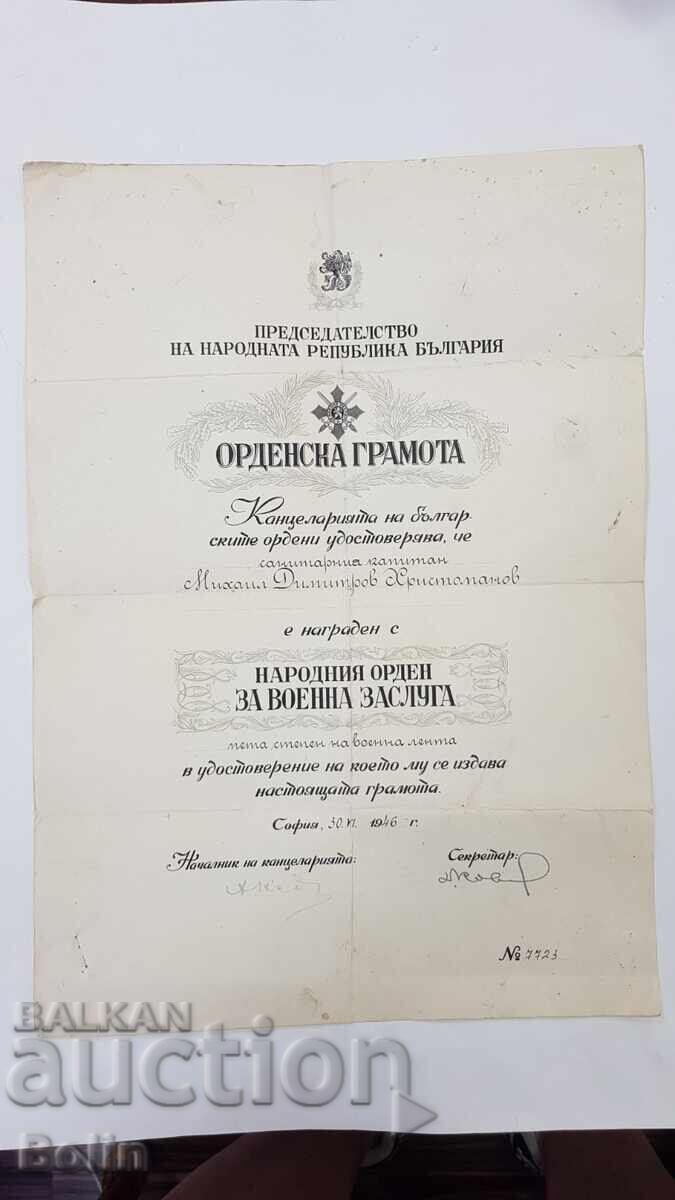 ПРЕДСЕДАТЕЛСТВО
НА НАРОДНАТА РЕПУБЛИКА БЪЛГАРИЯ
ОРДЕНСКА ГРАМОТА
Канцеларията на българ-
ските ордени удостоверява, че
санитарния капитан
Михаил Димитров Христоманов
е награден с
НАРОДНИЯ ОРДЕН
ЗА ВОЕННА ЗАСЛУГА
пета степен на военна лента
в удостоверение на което му се издава
настоящата грамота.
София, 30.VI. 1946 г.
Началник на канцеларията: Секретар:
№ 7723
BALKAN
auction
Bolin